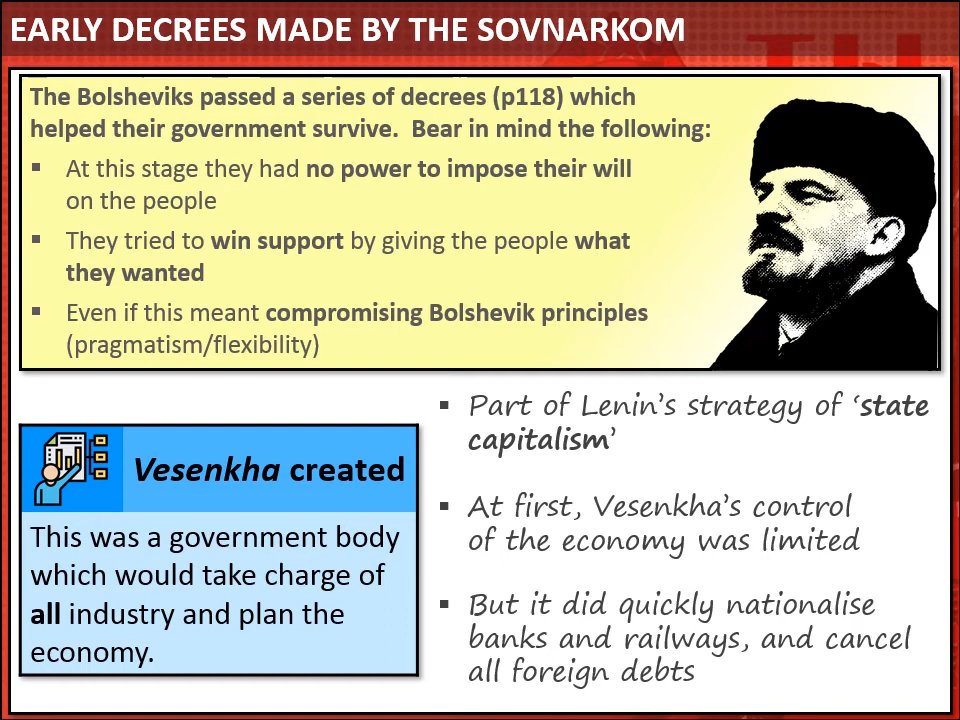 EARLY DECREES MADE BY THE SOVNARKOM
The Bolsheviks passed a series of decrees (p118) which
helped their government survive.  Bear in mind the following:
▪ At this stage they had no power to impose their will
on the people
▪ They tried to win support by giving the people what
they wanted
▪ Even if this meant compromising Bolshevik principles
(pragmatism/flexibility)
Vesenkha created
This was a government body
which would take charge of
all industry and plan the
economy.
▪ Part of Lenin’s strategy of ‘state
capitalism’
▪ At first, Vesenkha’s control
of the economy was limited
▪ But it did quickly nationalise
banks and railways, and cancel
all foreign debts